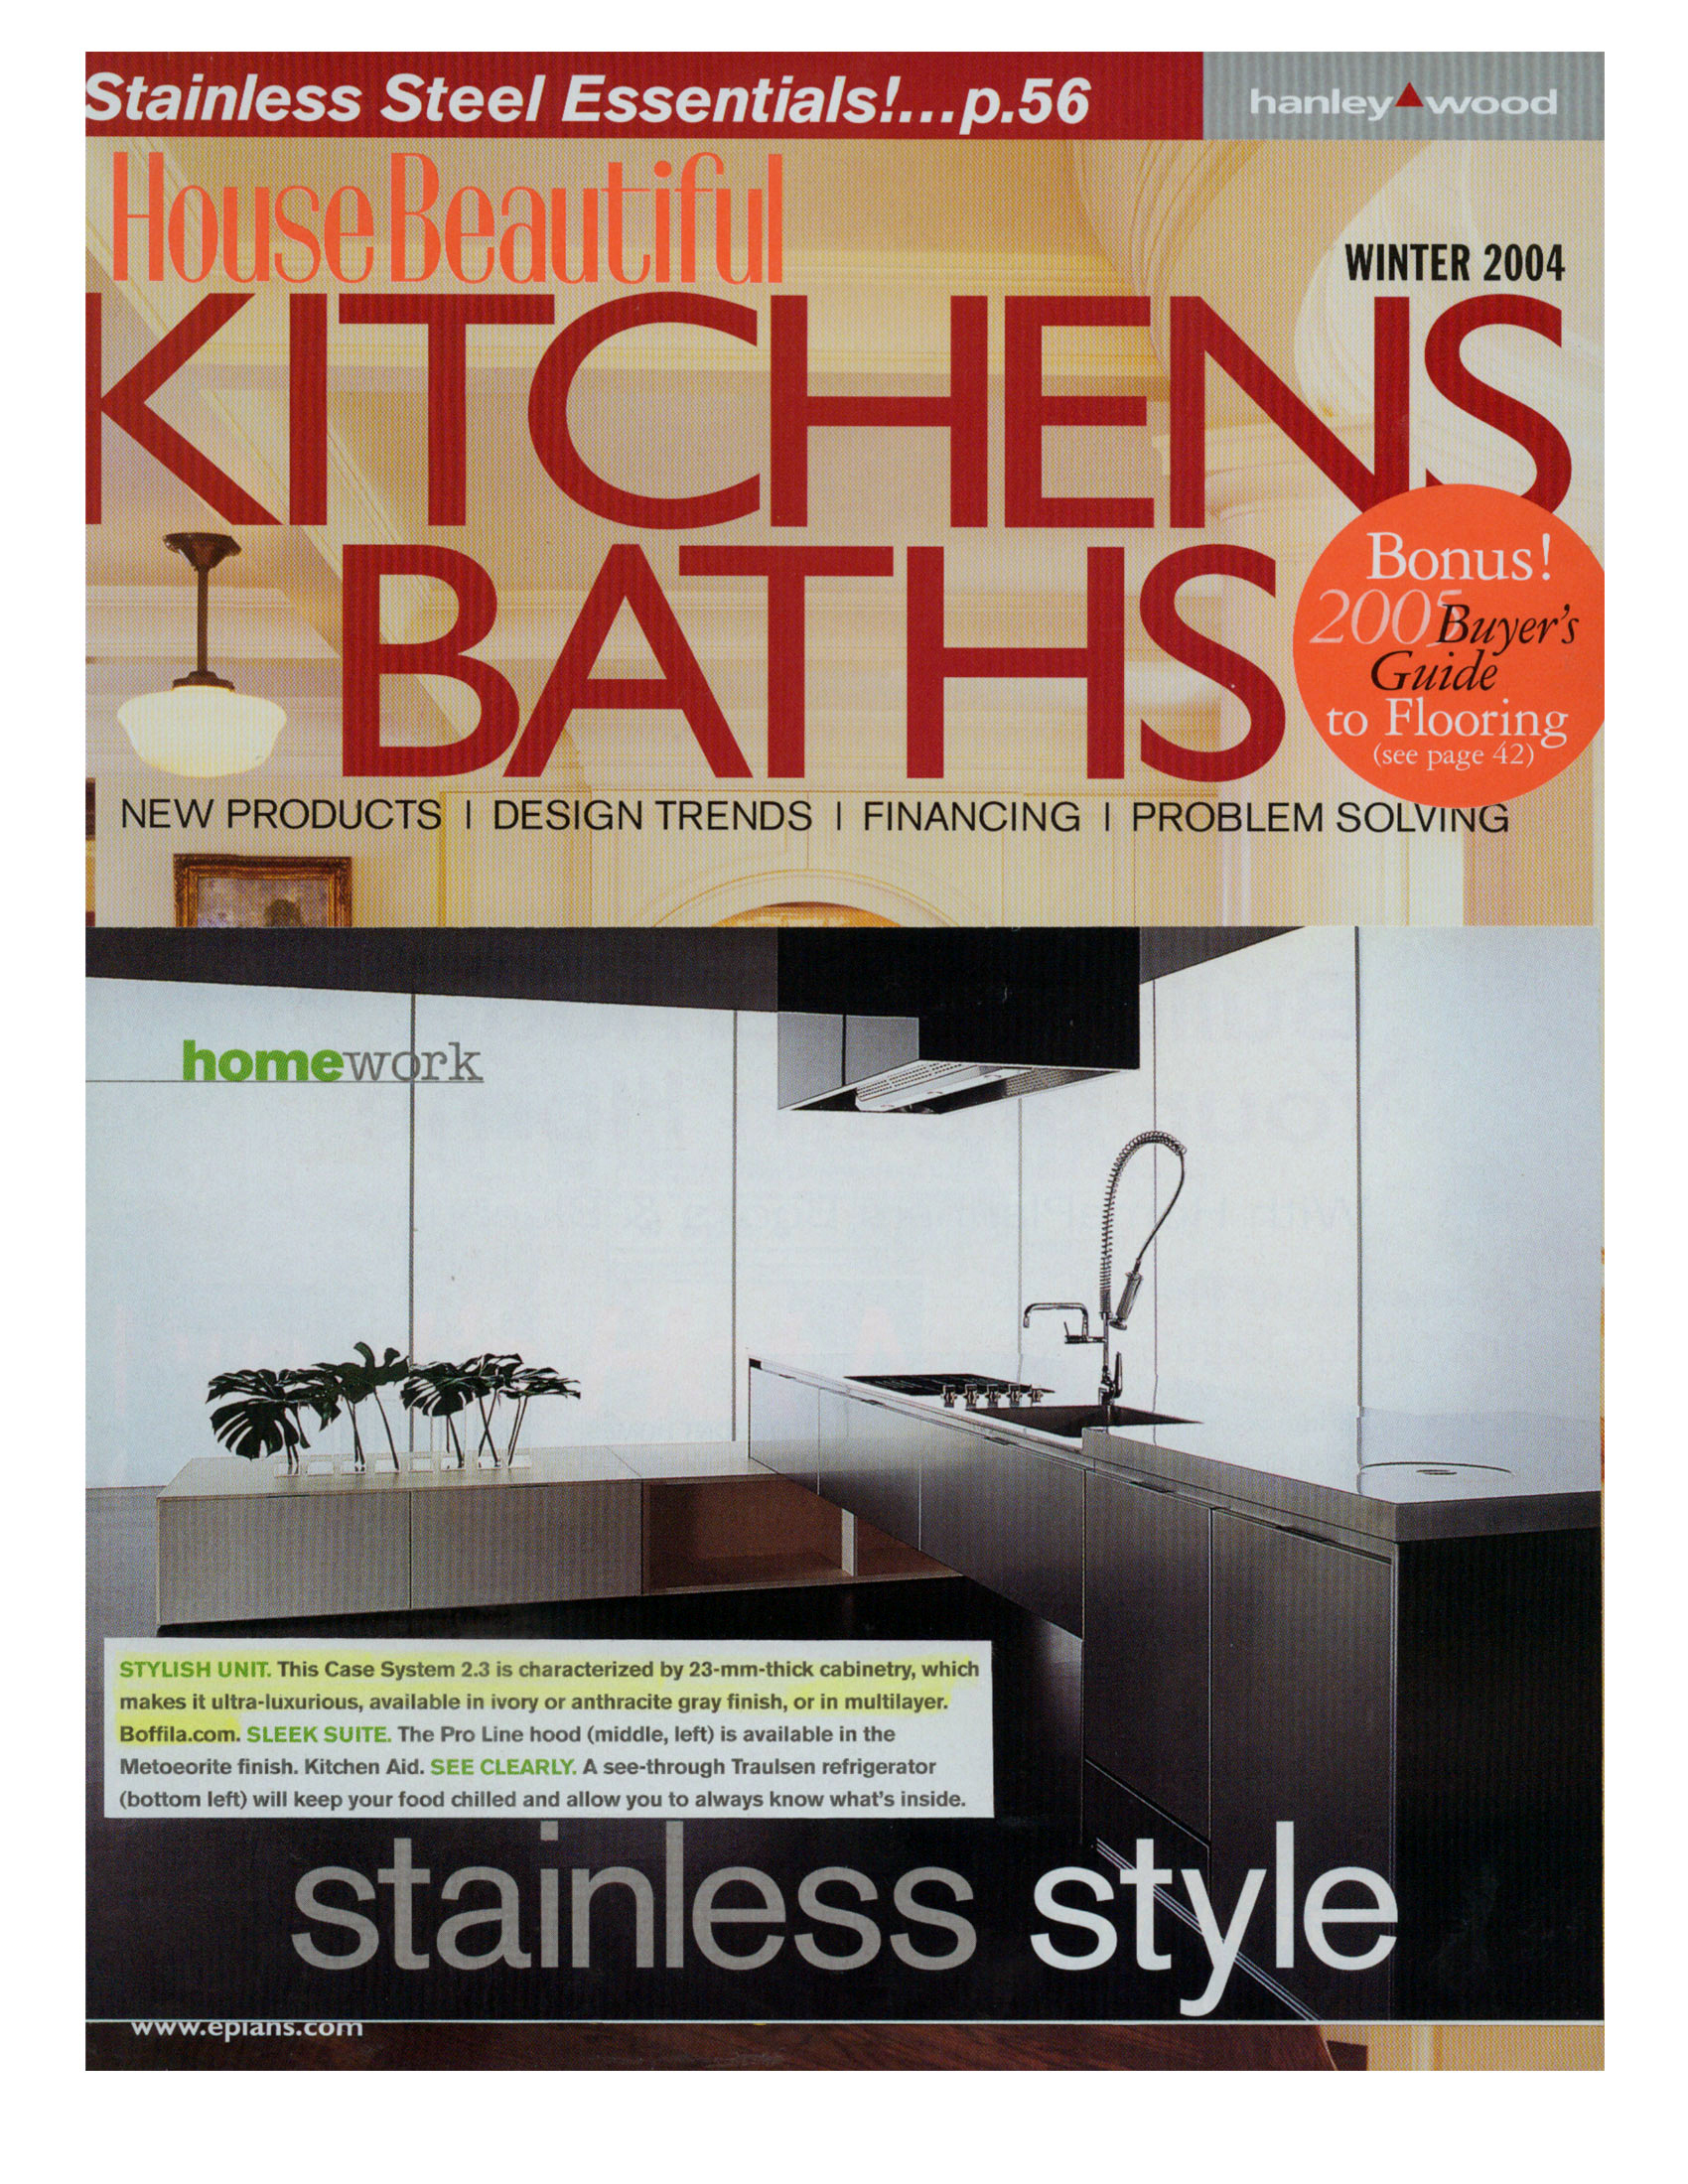 Stainless Steel Essentials!...p.56
hanley wood
House Beautiful
WINTER 2004
KITCHENS
BATHS
Bonus!
2005 Buyer's
Guide
to Flooring
(see page 42)
NEW PRODUCTS | DESIGN TRENDS | FINANCING | PROBLEM SOLVING
homework
STYLISH UNIT. This Case System 2.3 is characterized by 23-mm-thick cabinetry, which
makes it ultra-luxurious, available in ivory or anthracite gray finish, or in multilayer.
Boffila.com. SLEEK SUITE. The Pro Line hood (middle, left) is available in the
Metoeorite finish. Kitchen Aid. SEE CLEARLY. A see-through Traulsen refrigerator
(bottom left) will keep your food chilled and allow you to always know what's inside.
stainless style
www.eplans.com